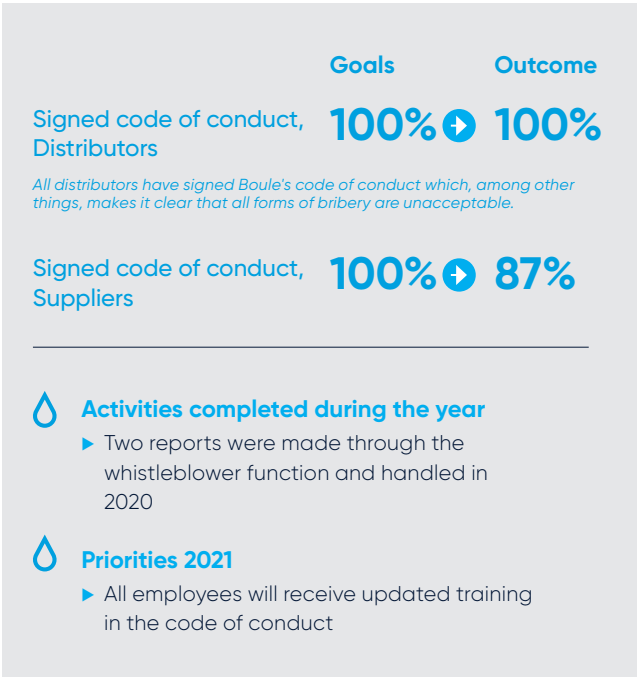 Goals Outcome
Signed code of conduct, 100% 100%
Distributors
All distributors have signed Boule's code of conduct which, among other
things, makes it clear that all forms of bribery are unacceptable.
Signed code of conduct, 100% 87%
Suppliers
Activities completed during the year
Two reports were made through the
whistleblower function and handled in
2020
Priorities 2021
All employees will receive updated training
in the code of conduct